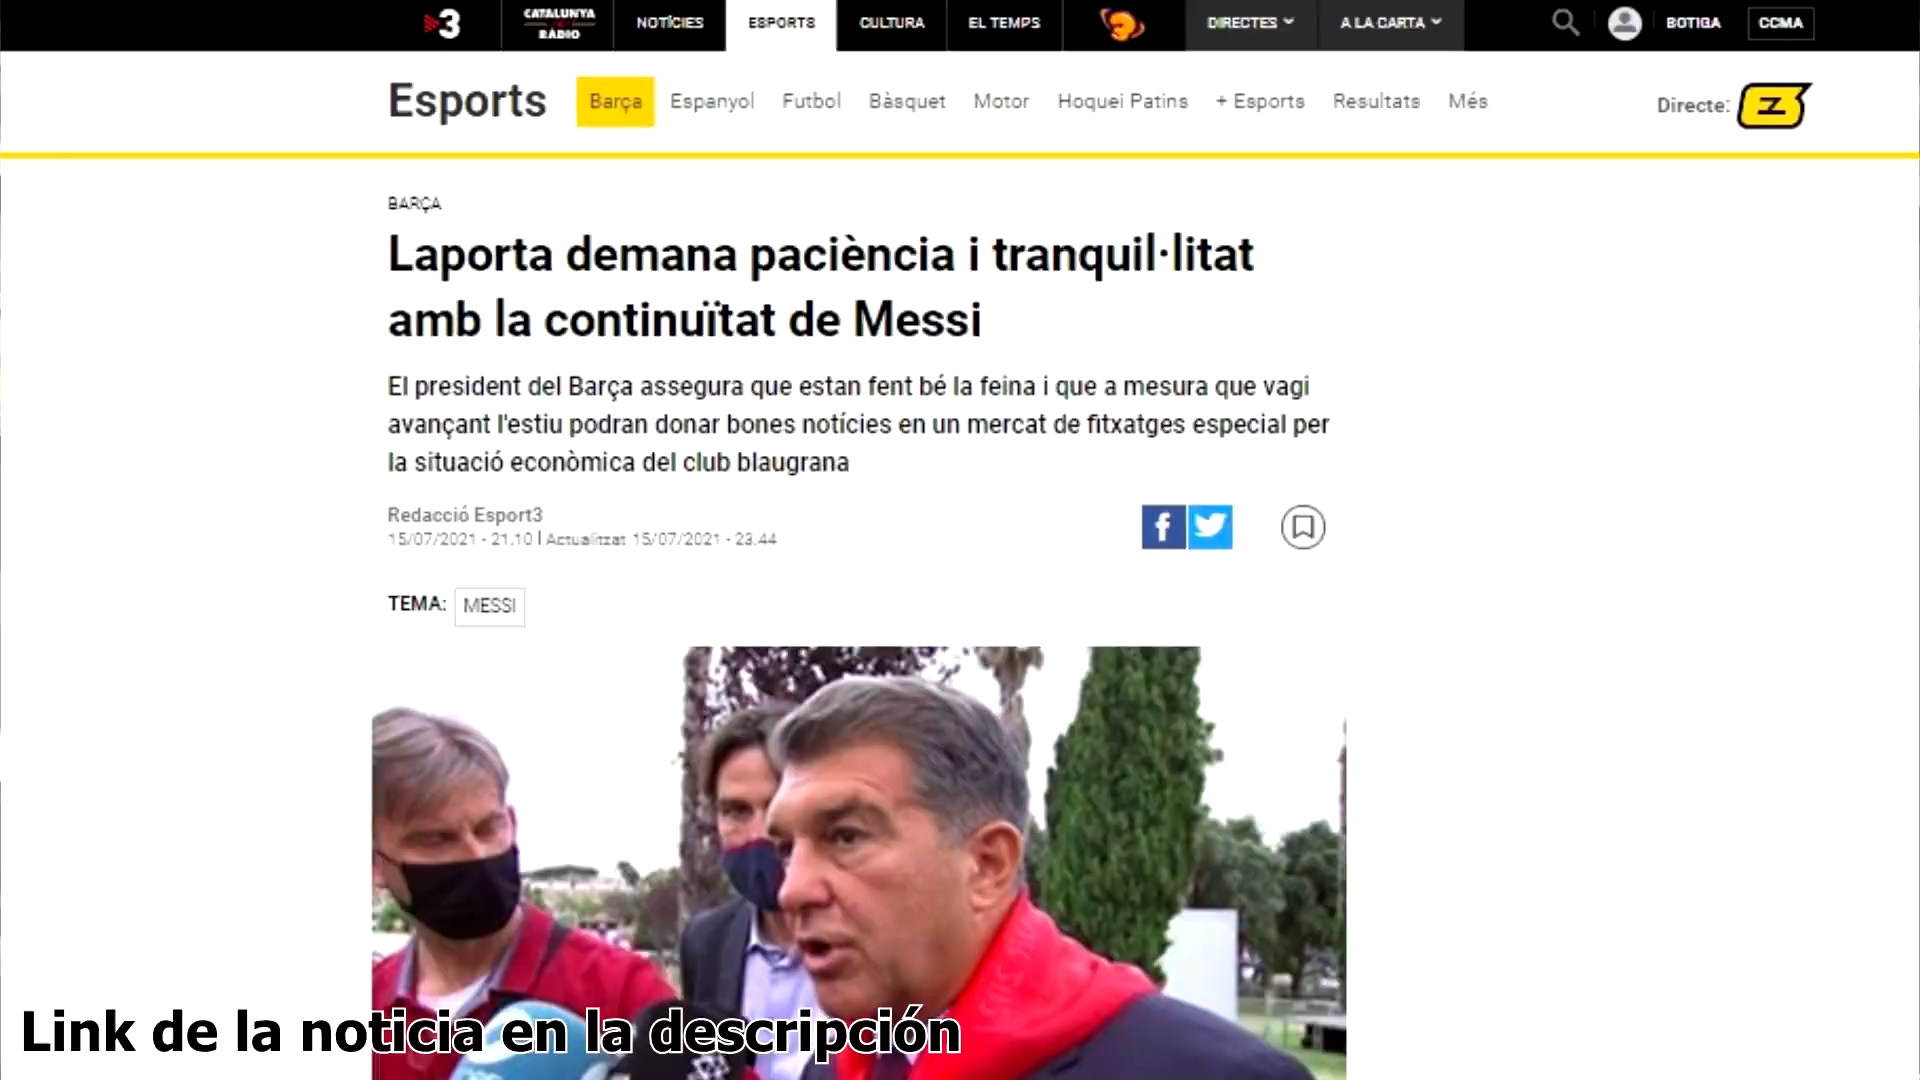 3
CATALUNYA
RÀDIO
NOTÍCIES
ESPORTS
CULTURA
EL TEMPS
3
DIRECTES
A LA CARTA
BOTIGA
CCMA
Esports
Barça
Espanyol
Futbol
Bàsquet
Motor
Hoquei Patins
+ Esports
Resultats
Més
Directe:
BARÇA
Laporta demana paciència i tranquil·litat
amb la continuïtat de Messi
El president del Barça assegura que estan fent bé la feina i que a mesura que vagi
avançant l'estiu podran donar bones notícies en un mercat de fitxatges especial per
la situació econòmica del club blaugrana
Redacció Esport3
15/07/2021 - 21.10 | Actualitzat 15/07/2021 - 23.44
TEMA: MESSI
Link de la noticia en la descripción